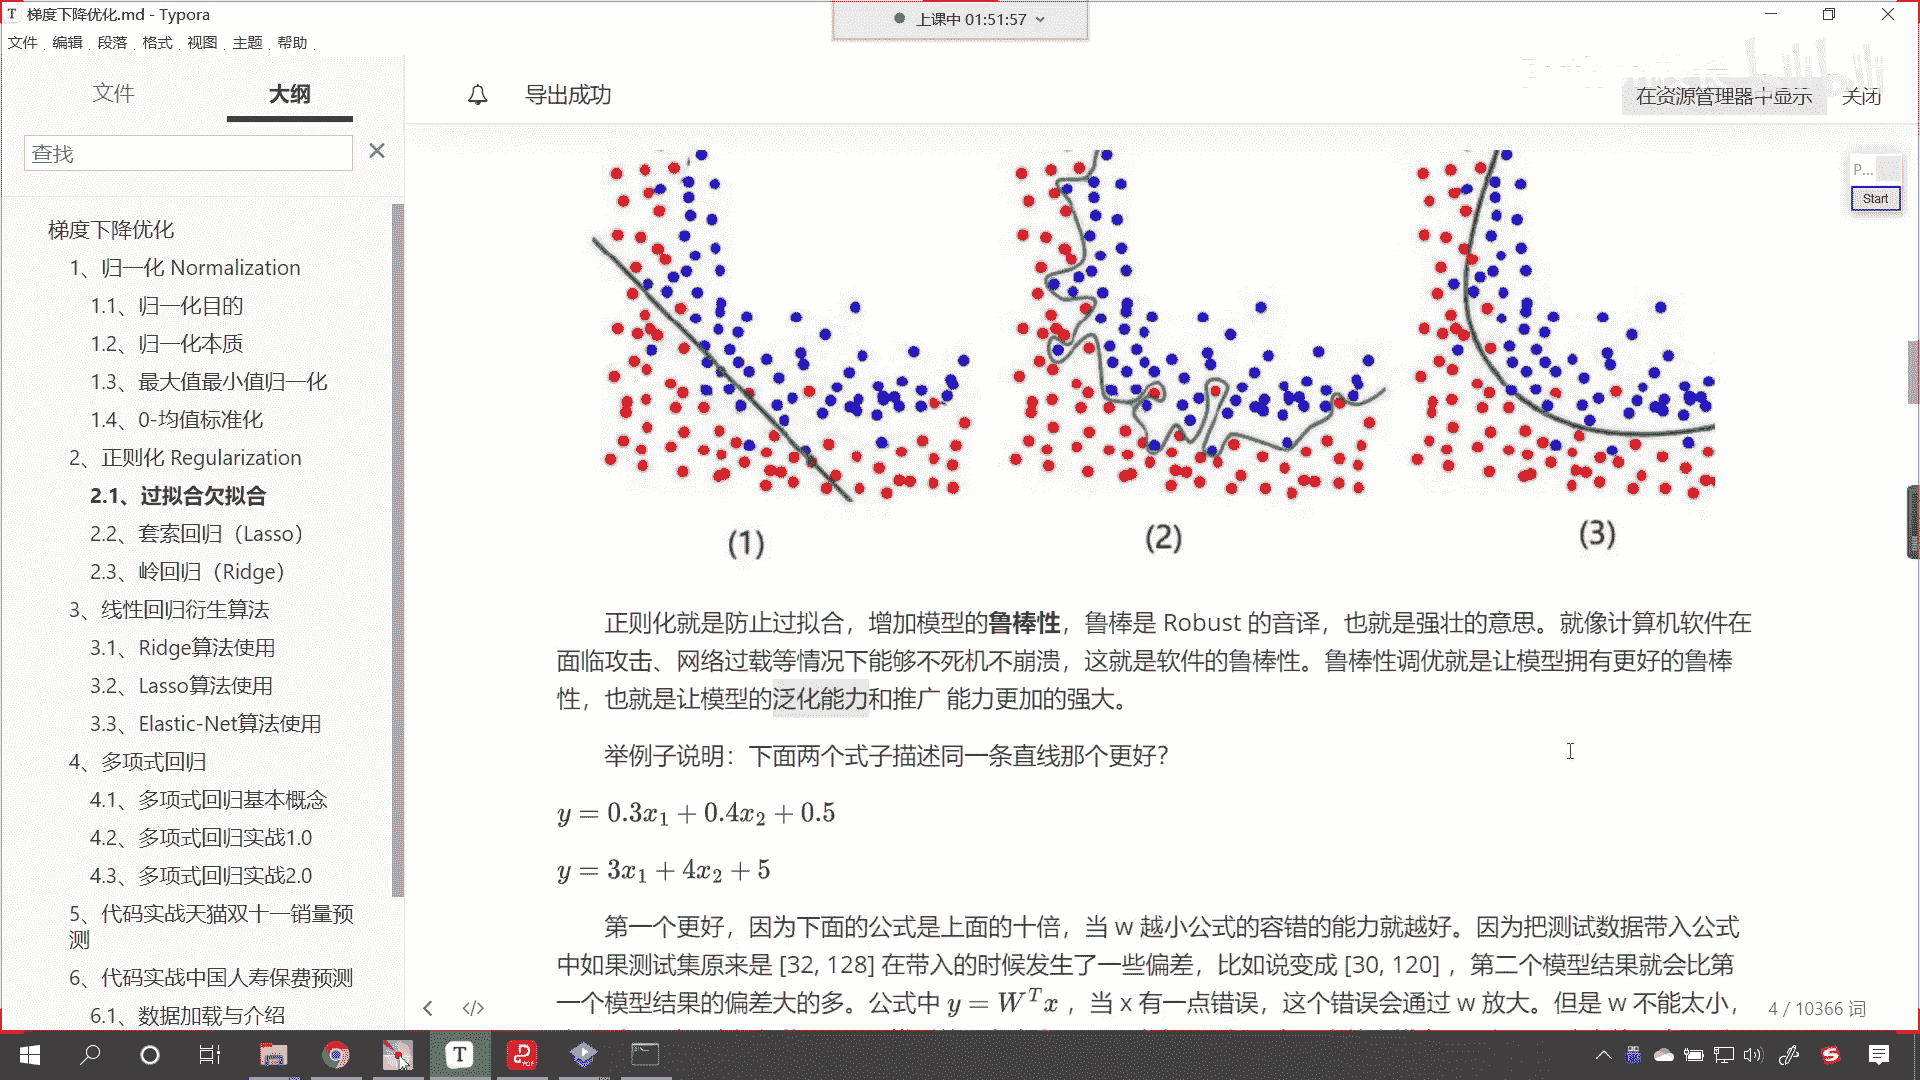 梯度下降优化.md - Typora
上课中 01:51:57
文件 编辑 段落 格式 视图 主题 帮助
文件 大纲
导出成功
在资源管理器中显示 关闭
查找
P...
Start
梯度下降优化
1、归一化 Normalization
1.1、归一化目的
1.2、归一化本质
1.3、最大值最小值归一化
1.4、0-均值标准化
2、正则化 Regularization
2.1、过拟合欠拟合
2.2、套索回归（Lasso）
2.3、岭回归（Ridge）
3、线性回归衍生算法
3.1、Ridge算法使用
3.2、Lasso算法使用
3.3、Elastic-Net算法使用
4、多项式回归
4.1、多项式回归基本概念
4.2、多项式回归实战1.0
4.3、多项式回归实战2.0
5、代码实战天猫双十一销量预
测
6、代码实战中国人寿保费预测
6.1、数据加载与介绍
(1) (2) (3)
正则化就是防止过拟合，增加模型的鲁棒性，鲁棒是 Robust 的音译，也就是强壮的意思。就像计算机软件在
面临攻击、网络过载等情况下能够不死机不崩溃，这就是软件的鲁棒性。鲁棒性调优就是让模型拥有更好的鲁棒
性，也就是让模型的泛化能力和推广 能力更加的强大。
举例子说明：下面两个式子描述同一条直线那个更好？
y = 0.3x₁ + 0.4x₂ + 0.5
y = 3x₁ + 4x₂ + 5
第一个更好，因为下面的公式是上面的十倍，当 w 越小公式的容错的能力就越好。因为把测试数据带入公式
中如果测试集原来是 [32, 128] 在带入的时候发生了一些偏差，比如说变成 [30, 120] ，第二个模型结果就会比第
一个模型结果的偏差大的多。公式中 y = Wᵀx ，当 x 有一点错误，这个错误会通过 w 放大。但是 w 不能太小，
4 / 10366 词